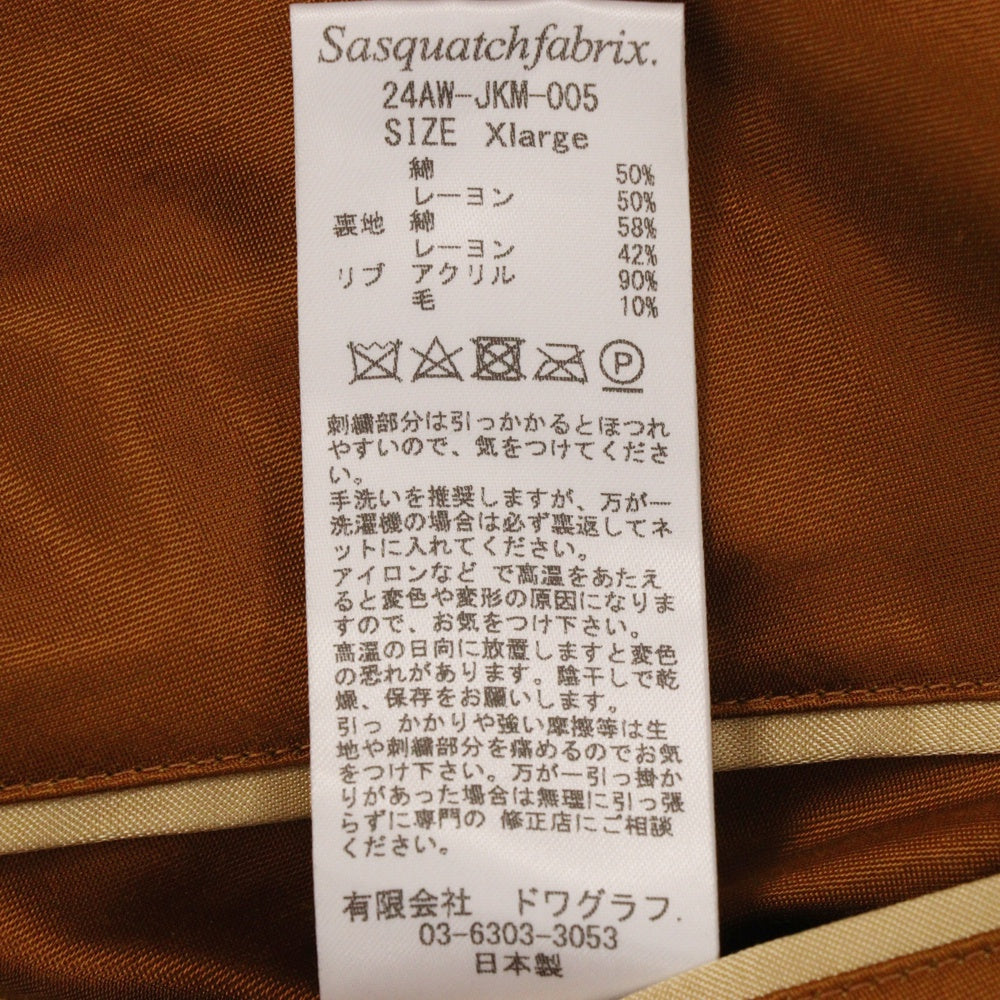 Sasquatchfabrix.
24AW-JKM-005
SIZE Xlarge
綿 50%
レーヨン 50%
裏地 綿 58%
レーヨン 42%
リブ アクリル 90%
毛 10%
P
刺繍部分は引っかかるとほつれ
やすいので、気をつけてくださ
い。
手洗いを推奨しますが、万が一
洗濯機の場合は必ず裏返してネ
ットに入れてください。
アイロンなど で高温をあたえ
ると変色や変形の原因になりま
すので、お気をつけ下さい。
高温の日向に放置しますと変色
の恐れがあります。陰干しで乾
燥、保存をお願いします。
引っ かかりや強い摩擦等は生
地や刺繍部分を痛めるのでお気
をつけ下さい。万が一引っ掛か
りがあった場合は無理に引っ張
らずに専門の 修正店にご相談
ください。
有限会社 ドワグラフ.
03-6303-3053
日本製